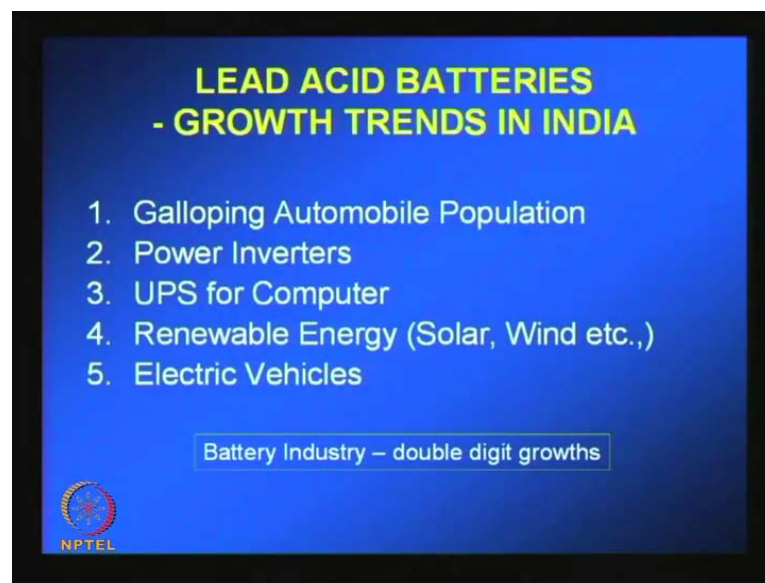 LEAD ACID BATTERIES
- GROWTH TRENDS IN INDIA
1. Galloping Automobile Population
2. Power Inverters
3. UPS for Computer
4. Renewable Energy (Solar, Wind etc.,)
5. Electric Vehicles
Battery Industry – double digit growths
NPTEL